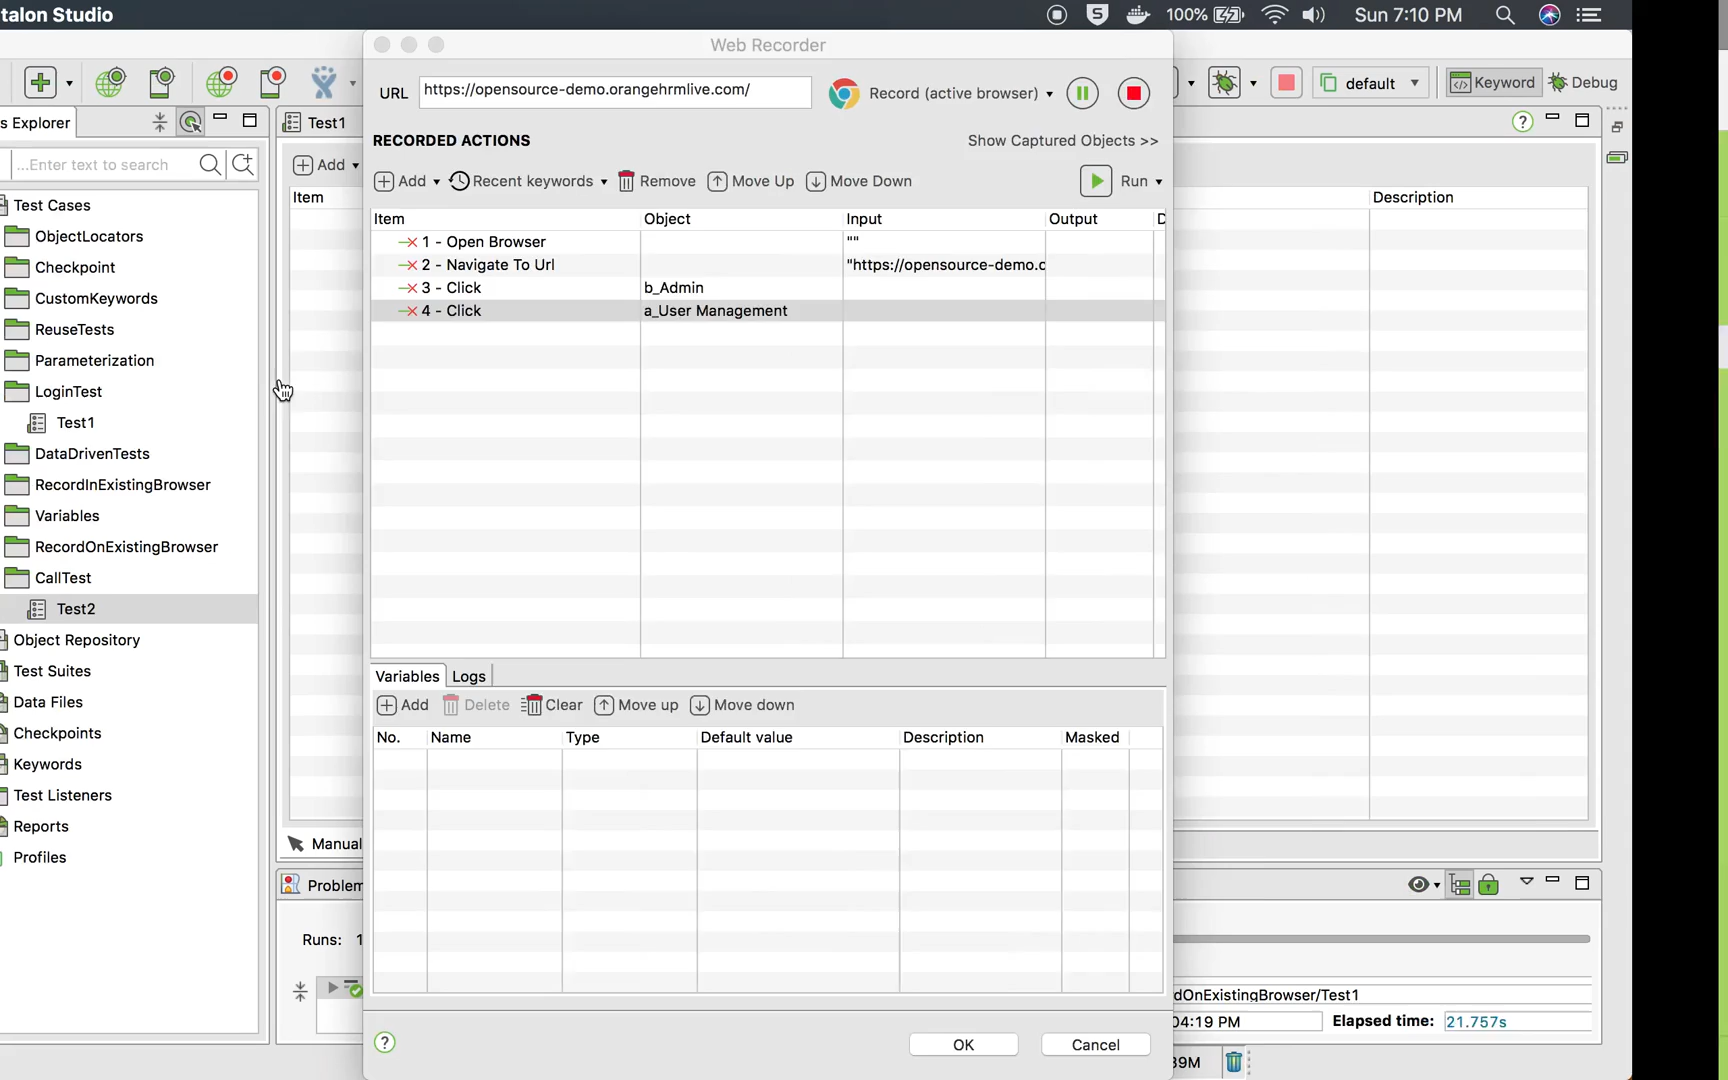 talon Studio
100%
Sun 7:10 PM
Web Recorder
URL
https://opensource-demo.orangehrmlive.com/
Record (active browser)
default
Keyword
Debug
s Explorer
Test1
RECORDED ACTIONS
Show Captured Objects >>
...Enter text to search
Add
Add
Recent keywords
Remove
Move Up
Move Down
Run
Item
Item
Object
Input
Output
D
Description
1 - Open Browser
""
2 - Navigate To Url
"https://opensource-demo.c
3 - Click
b_Admin
4 - Click
a_User Management
Test Cases
ObjectLocators
Checkpoint
CustomKeywords
ReuseTests
Parameterization
LoginTest
Test1
DataDrivenTests
RecordInExistingBrowser
Variables
RecordOnExistingBrowser
CallTest
Test2
Object Repository
Test Suites
Data Files
Checkpoints
Keywords
Test Listeners
Reports
Profiles
Variables
Logs
Add
Delete
Clear
Move up
Move down
No.
Name
Type
Default value
Description
Masked
Manual
Problem
Runs: 1
dOnExistingBrowser/Test1
04:19 PM
Elapsed time:
21.757s
OK
Cancel
39M